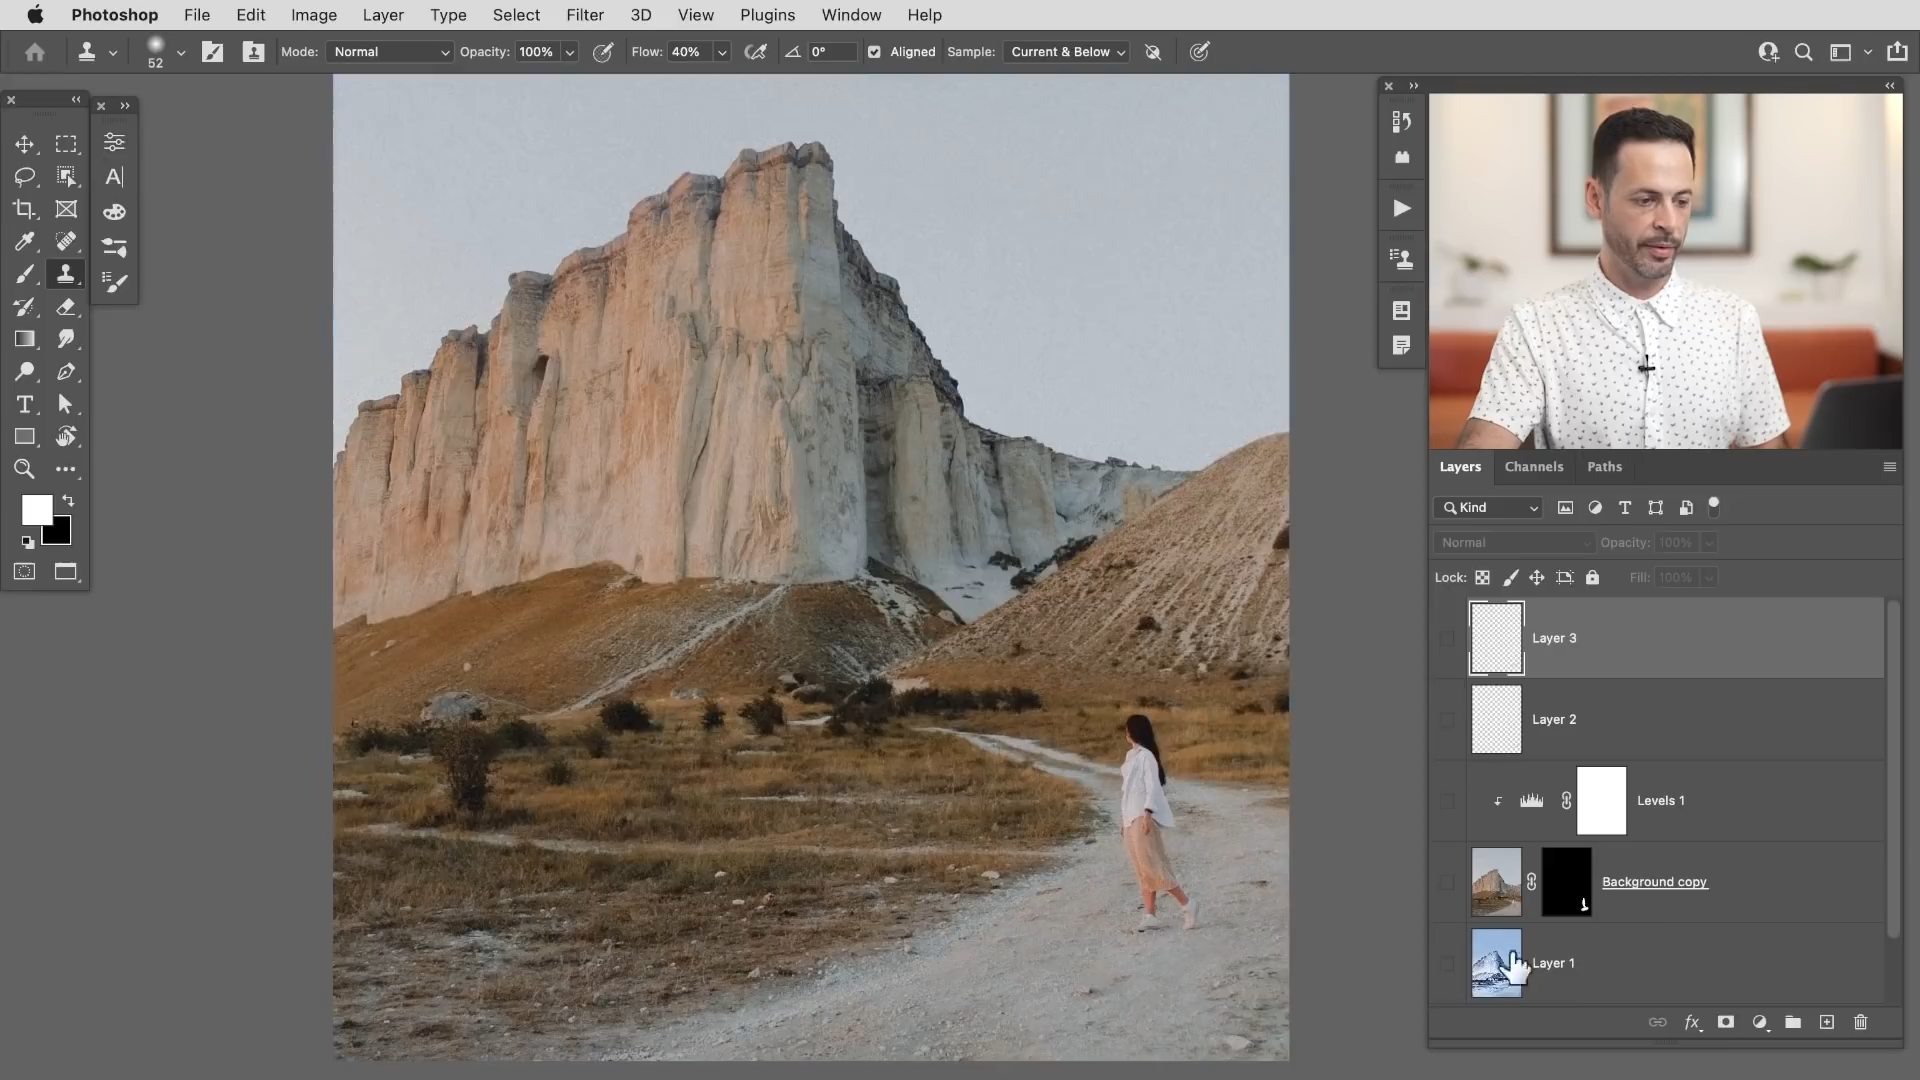 Photoshop File Edit Image Layer Type Select Filter 3D View Plugins Window Help
52 Mode: Normal Opacity: 100% Flow: 40% 0° Aligned Sample: Current & Below
Layers Channels Paths
Kind
Normal Opacity: 100%
Lock: Fill: 100%
Layer 3
Layer 2
Levels 1
Background copy
Layer 1